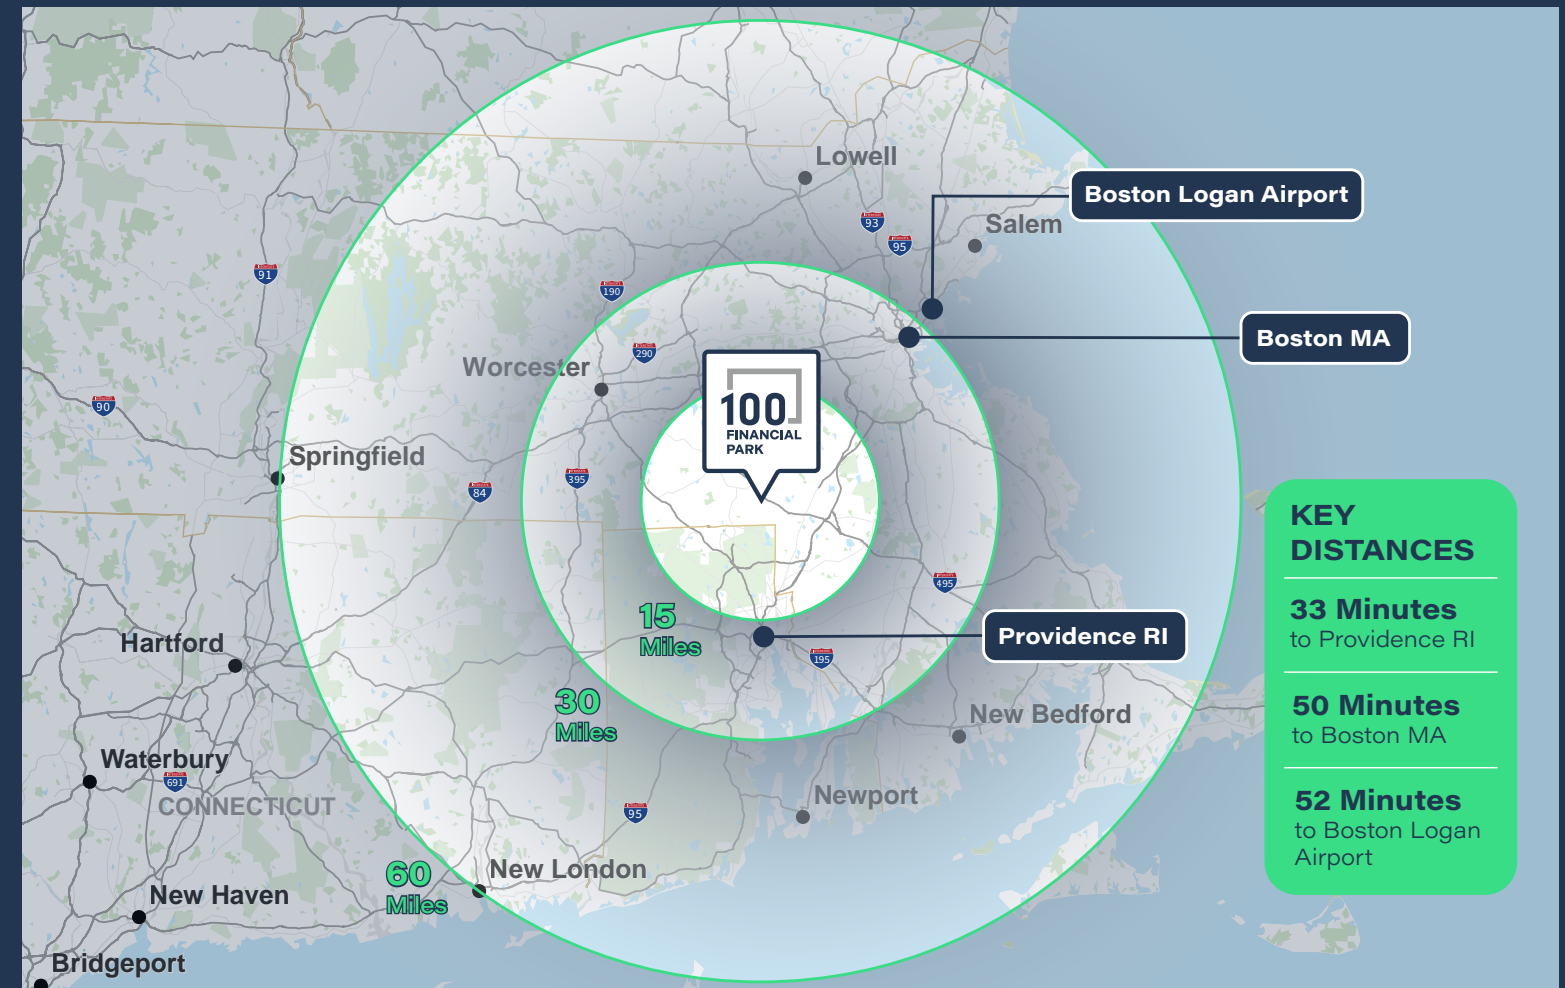 Lowell
Boston Logan Airport
93
Salem
95
91
190
Boston MA
290
Worcester
100
FINANCIAL
PARK
90
Springfield
395
84
KEY
DISTANCES
33 Minutes
to Providence RI
50 Minutes
to Boston MA
52 Minutes
to Boston Logan
Airport
495
15
Miles
Providence RI
Hartford
195
30
Miles
New Bedford
Waterbury
691
CONNECTICUT
Newport
95
60
Miles
New London
New Haven
Bridgeport